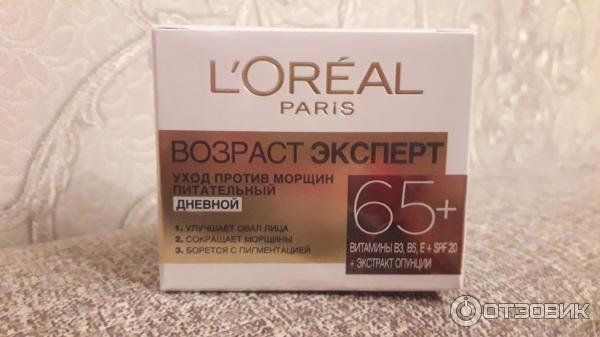 L'ORÉAL
PARIS
ВОЗРАСТ ЭКСПЕРТ
УХОД ПРОТИВ МОРЩИН
ПИТАТЕЛЬНЫЙ
ДНЕВНОЙ
1. УЛУЧШАЕТ ОВАЛ ЛИЦА
2. СОКРАЩАЕТ МОРЩИНЫ
3. БОРЕТСЯ С ПИГМЕНТАЦИЕЙ
65+
ВИТАМИНЫ B3, B5, E + SPF 20
+ ЭКСТРАКТ ОПУНЦИИ
ОТЗОВИК